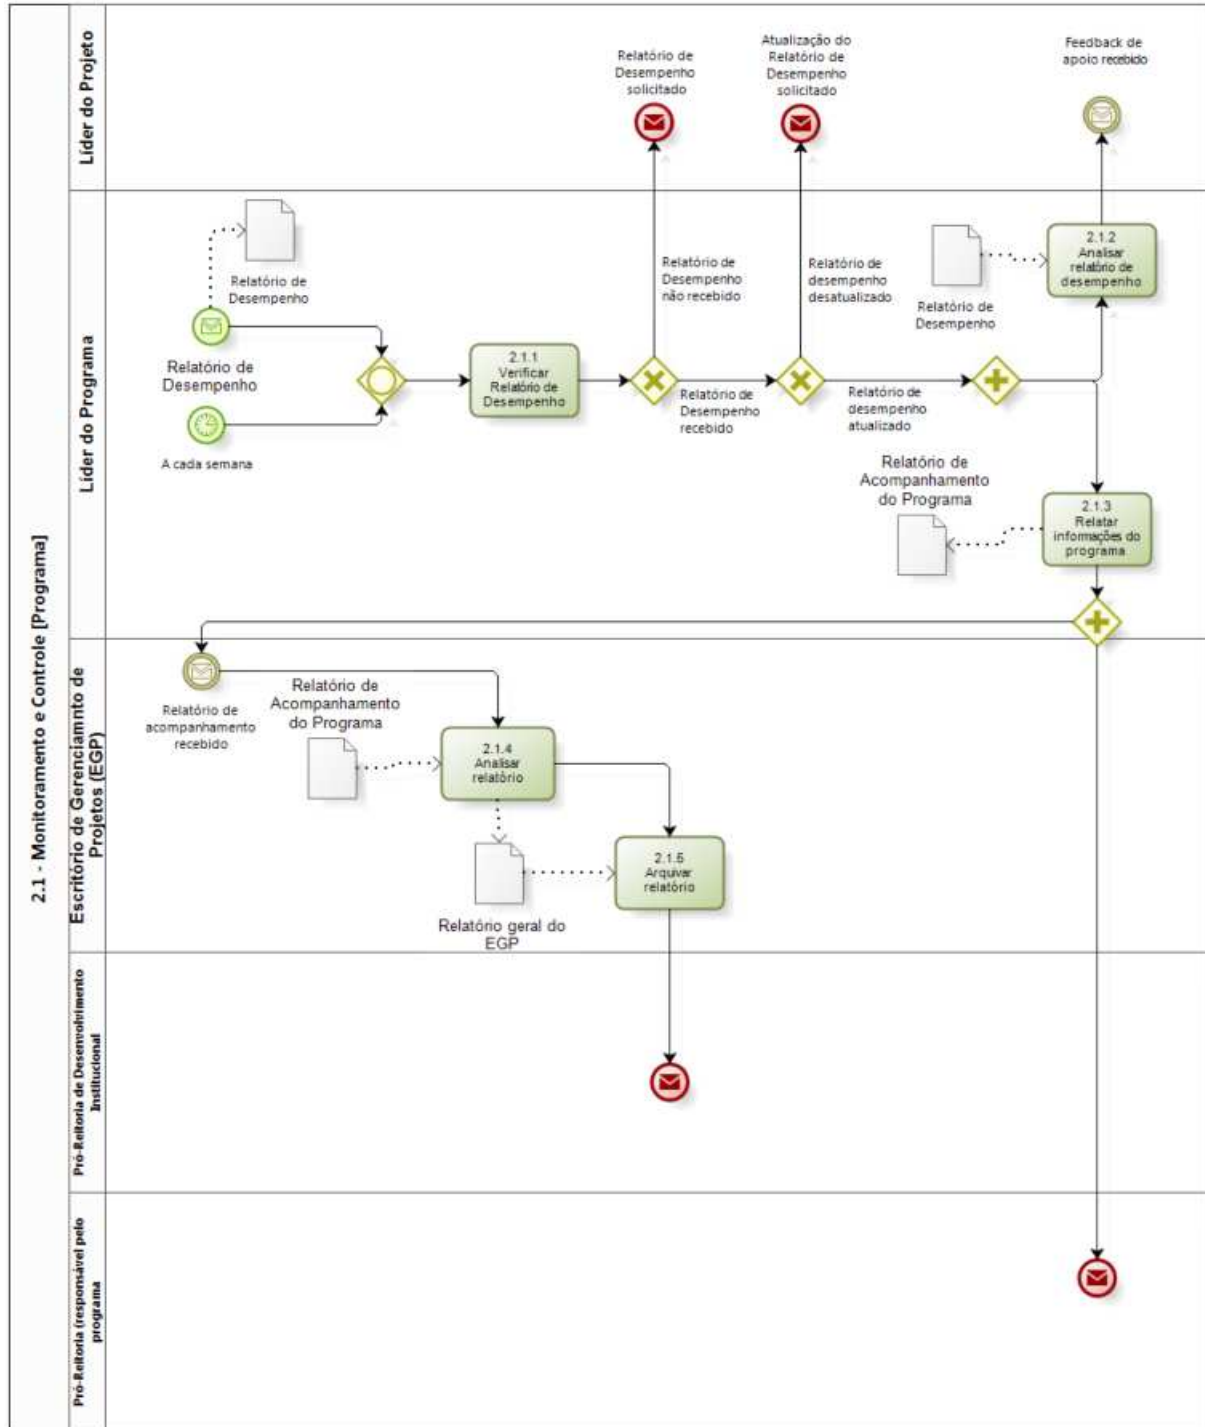 2.1 - Monitoramento e Controle [Programa]
Líder do Projeto
Relatório de
Desempenho
solicitado
Atualização do
Relatório de
Desempenho
solicitado
Feedback de
apoio recebido
Líder do Programa
Relatório de
Desempenho
Relatório de
Desempenho
A cada semana
2.1.1
Verificar
Relatório de
Desempenho
Relatório de
Desempenho
não recebido
Relatório de
Desempenho
recebido
Relatório de
desempenho
desatualizado
Relatório de
desempenho
atualizado
Relatório de
Desempenho
2.1.2
Analisar
relatório de
desempenho
Relatório de
Acompanhamento
do Programa
2.1.3
Relatar
informações do
programa
Escritório de Gerenciamnto de
Projetos (EGP)
Relatório de
acompanhamento
recebido
Relatório de
Acompanhamento
do Programa
2.1.4
Analisar
relatório
Relatório geral do
EGP
2.1.5
Arquivar
relatório
Pró-Reitoria de Desenvolvimento
Institucional
Pró-Reitoria (responsável pelo
programa